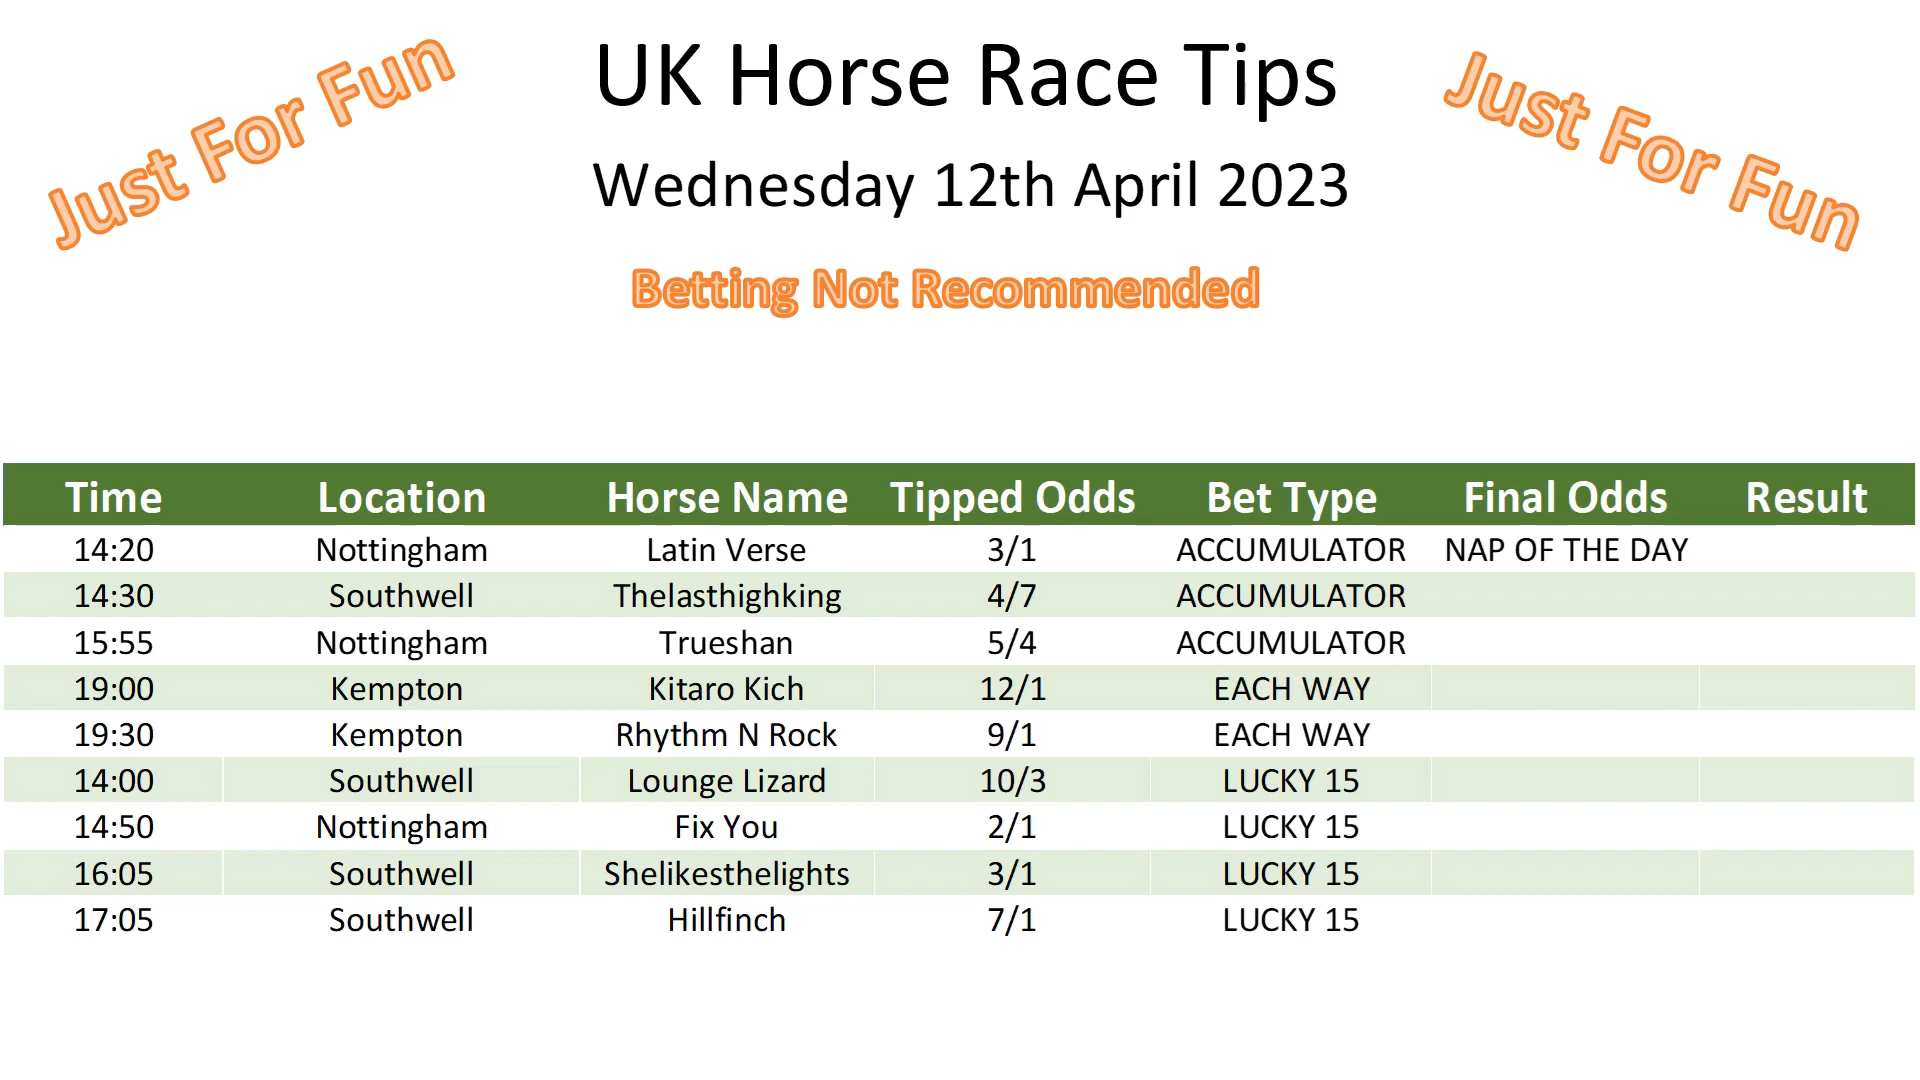 Just For Fun
UK Horse Race Tips
Just For Fun
Wednesday 12th April 2023
Betting Not Recommended
Time Location Horse Name Tipped Odds Bet Type Final Odds Result
14:20 Nottingham Latin Verse 3/1 ACCUMULATOR NAP OF THE DAY
14:30 Southwell Thelasthighking 4/7 ACCUMULATOR
15:55 Nottingham Trueshan 5/4 ACCUMULATOR
19:00 Kempton Kitaro Kich 12/1 EACH WAY
19:30 Kempton Rhythm N Rock 9/1 EACH WAY
14:00 Southwell Lounge Lizard 10/3 LUCKY 15
14:50 Nottingham Fix You 2/1 LUCKY 15
16:05 Southwell Shelikesthelights 3/1 LUCKY 15
17:05 Southwell Hillfinch 7/1 LUCKY 15